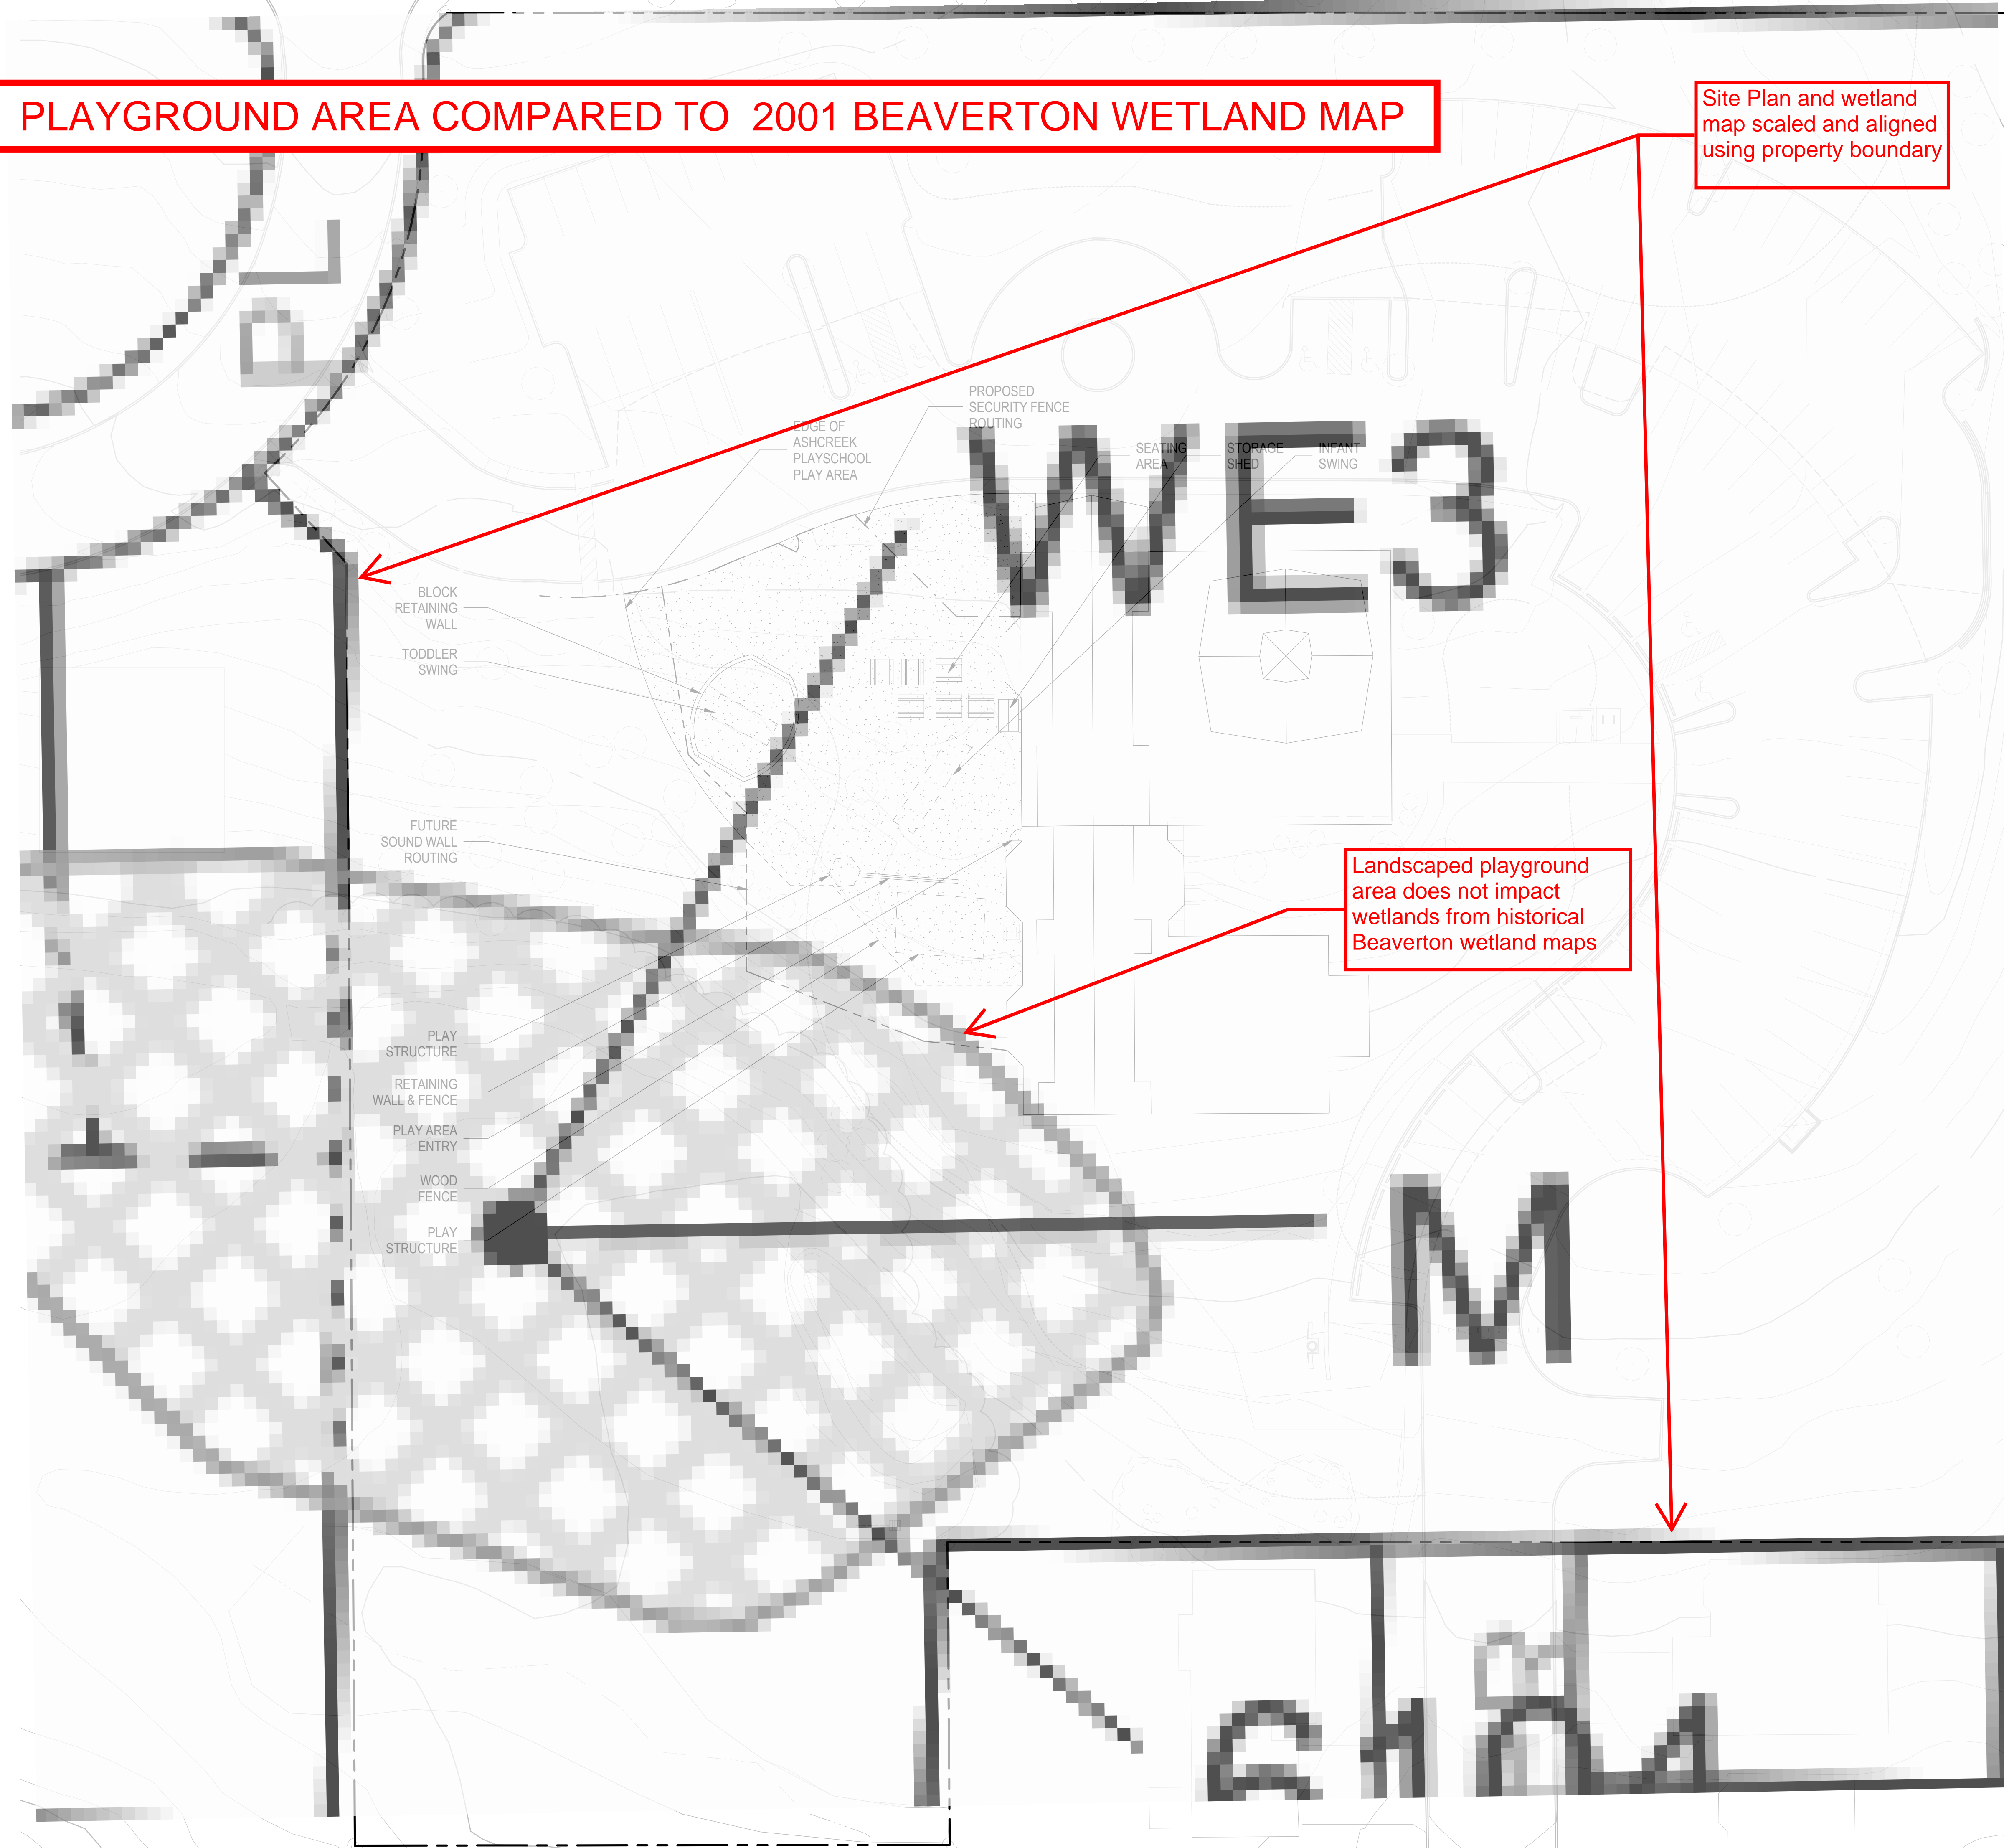 PLAYGROUND AREA COMPARED TO 2001 BEAVERTON WETLAND MAP
Site Plan and wetland
map scaled and aligned
using property boundary
PL
PROPOSED
SECURITY FENCE
ROUTING
EDGE OF
ASHCREEK
PLAYSCHOOL
PLAY AREA
SEATING
AREA
STORAGE
SHED
INFANT
SWING
WE3
BLOCK
RETAINING
WALL
TODDLER
SWING
FUTURE
SOUND WALL
ROUTING
Landscaped playground
area does not impact
wetlands from historical
Beaverton wetland maps
PLAY
STRUCTURE
RETAINING
WALL & FENCE
PLAY AREA
ENTRY
WOOD
FENCE
PLAY
STRUCTURE
M